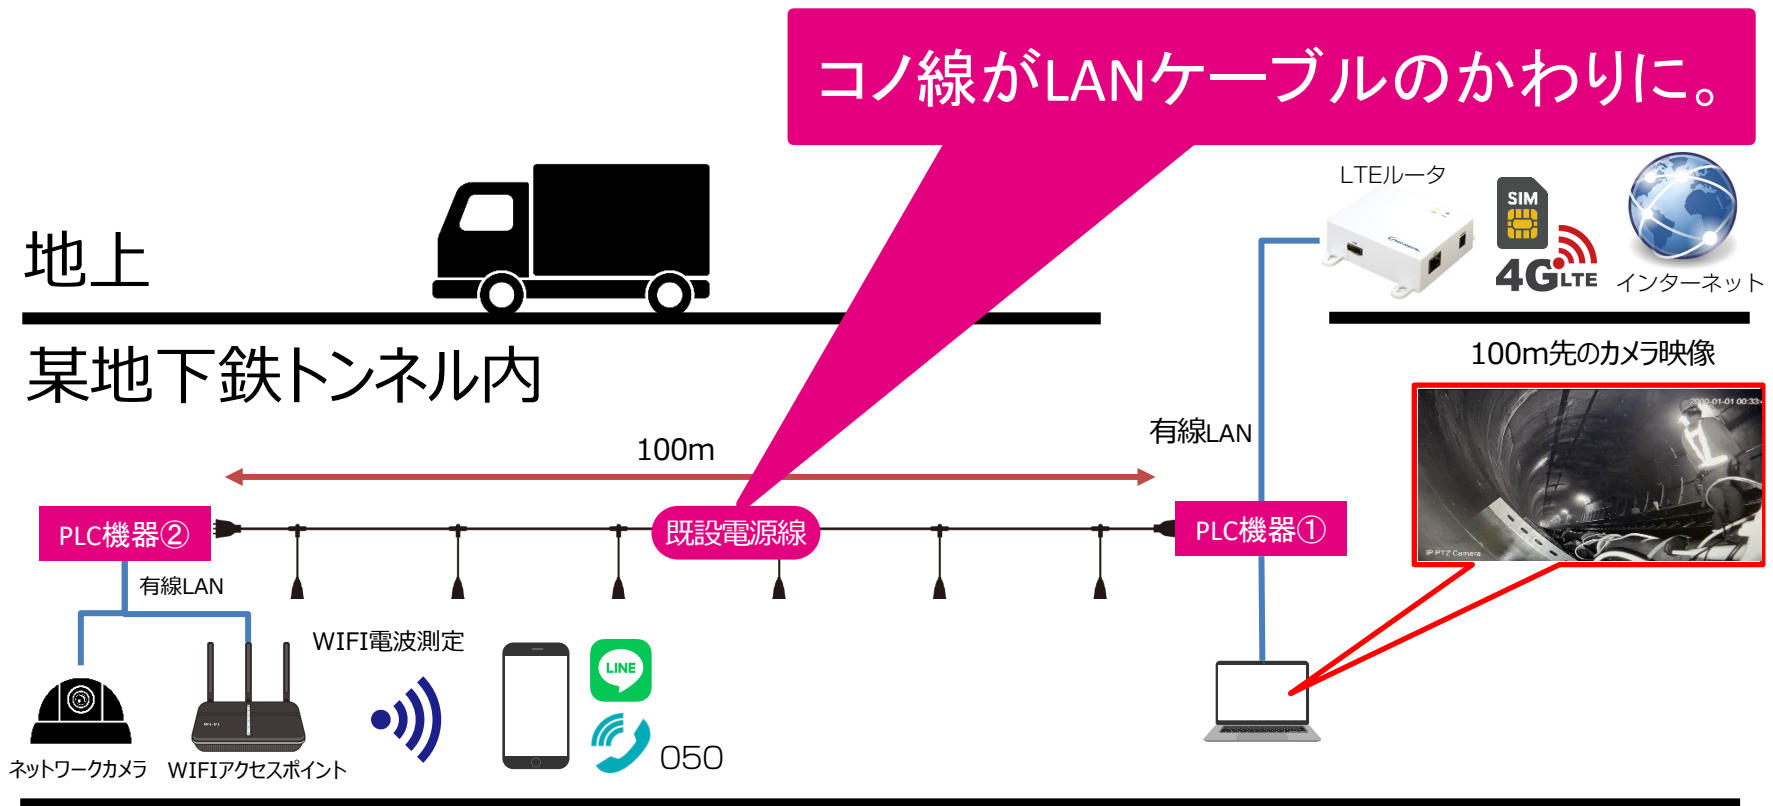 コノ線がLANケーブルのかわりに。
LTEルータ
SIM
4GLTE
インターネット
地上
某地下鉄トンネル内
100m先のカメラ映像
有線LAN
100m
IP PTZ Camera
PLC機器②
既設電源線
PLC機器①
有線LAN
WIFI電波測定
LINE
050
ネットワークカメラ
WIFIアクセスポイント